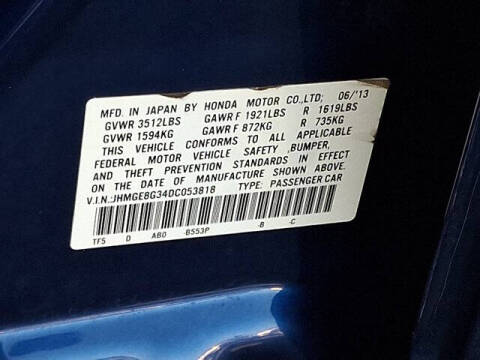 MFD. IN JAPAN BY HONDA MOTOR CO.,LTD. 06/'13
GVWR 3512LBS GAWR F 1921LBS R 1619LBS
GVWR 1594KG GAWR F 872KG R 735KG
THIS VEHICLE CONFORMS TO ALL APPLICABLE
FEDERAL MOTOR VEHICLE SAFETY ,BUMPER,
AND THEFT PREVENTION STANDARDS IN EFFECT
ON THE DATE OF MANUFACTURE SHOWN ABOVE.
V.I.N.:JHMGE8G34DC053818 TYPE: PASSENGER CAR
TF5 D AB0 -B553P -B -C